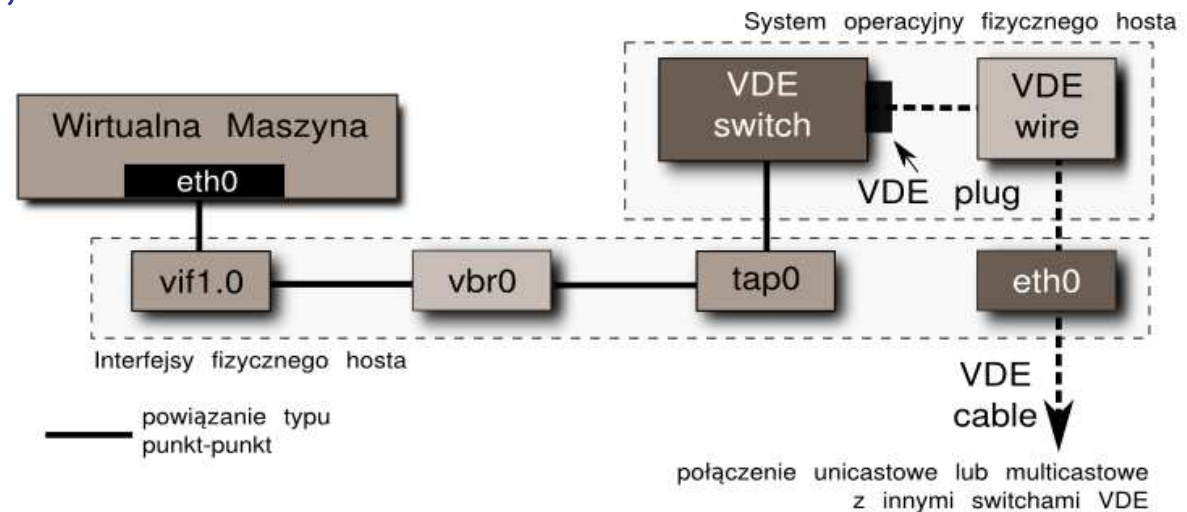 System operacyjny fizycznego hosta
VDE
switch
VDE
wire
VDE plug
Wirtualna Maszyna
eth0
vif1.0
vbr0
tap0
eth0
Interfejsy fizycznego hosta
powiązanie typu
punkt-punkt
VDE
cable
połączenie unicastowe lub multicastowe
z innymi switchami VDE